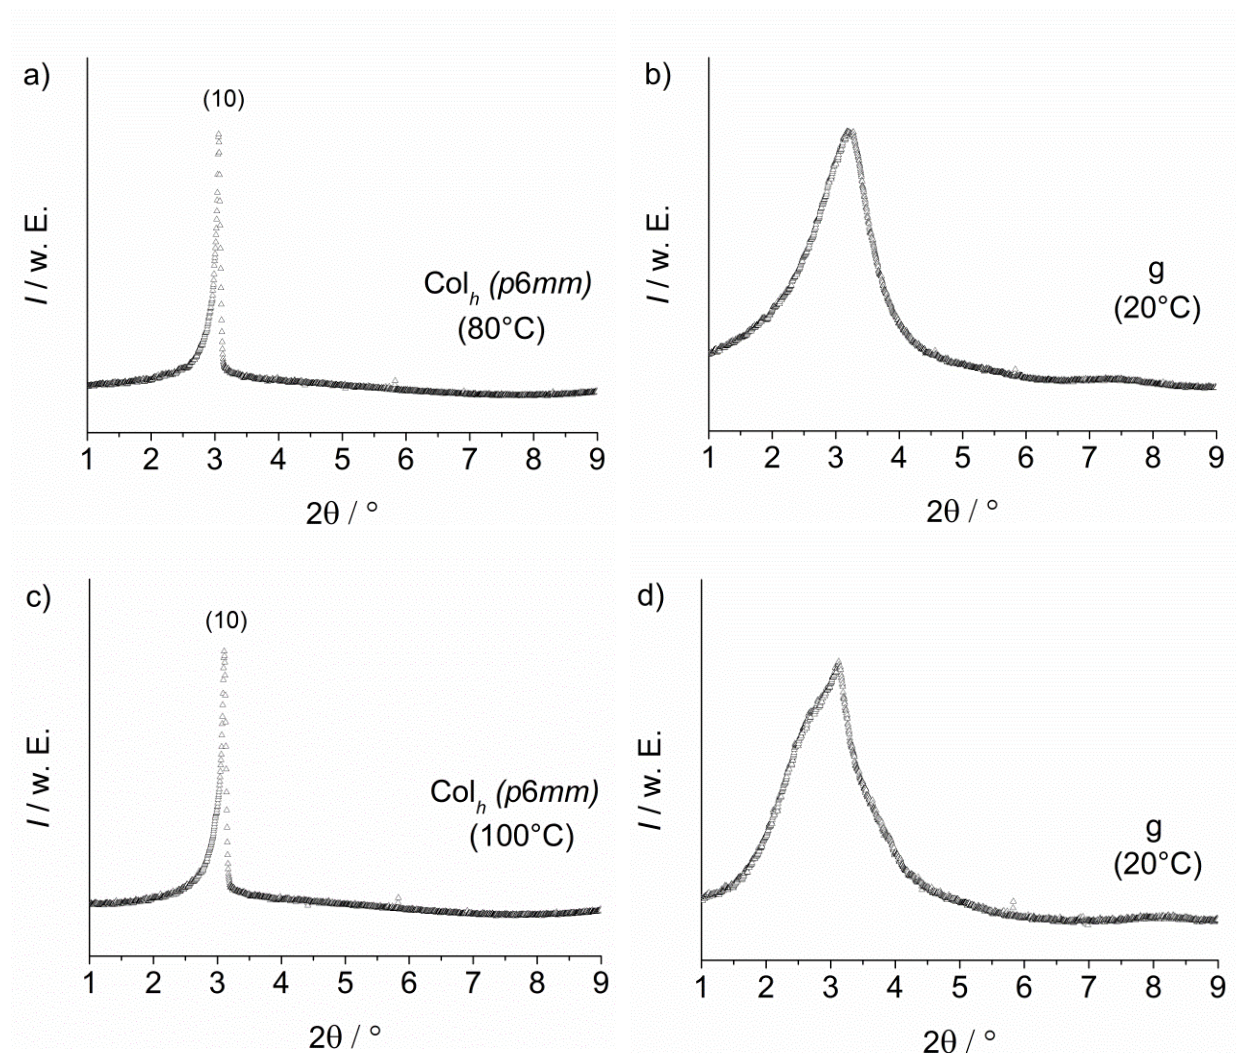 a)
(10)
I / w. E.
Colₕ (p6mm)
(80°C)
1 2 3 4 5 6 7 8 9
2θ / °
b)
I / w. E.
g
(20°C)
1 2 3 4 5 6 7 8 9
2θ / °
c)
(10)
I / w. E.
Colₕ (p6mm)
(100°C)
1 2 3 4 5 6 7 8 9
2θ / °
d)
I / w. E.
g
(20°C)
1 2 3 4 5 6 7 8 9
2θ / °